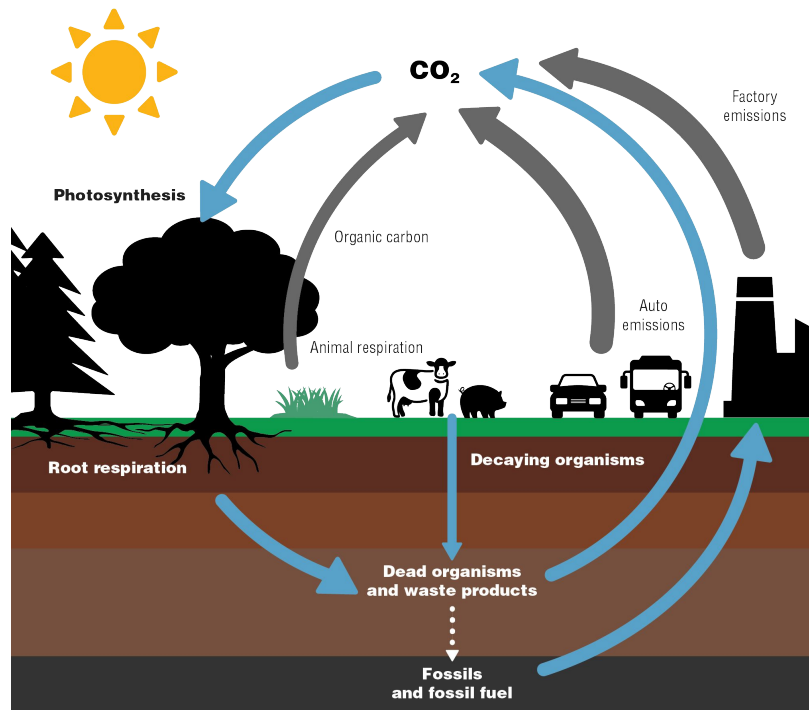 CO₂
Factory
emissions
Photosynthesis
Organic carbon
Auto
emissions
Animal respiration
Root respiration
Decaying organisms
Dead organisms
and waste products
Fossils
and fossil fuel